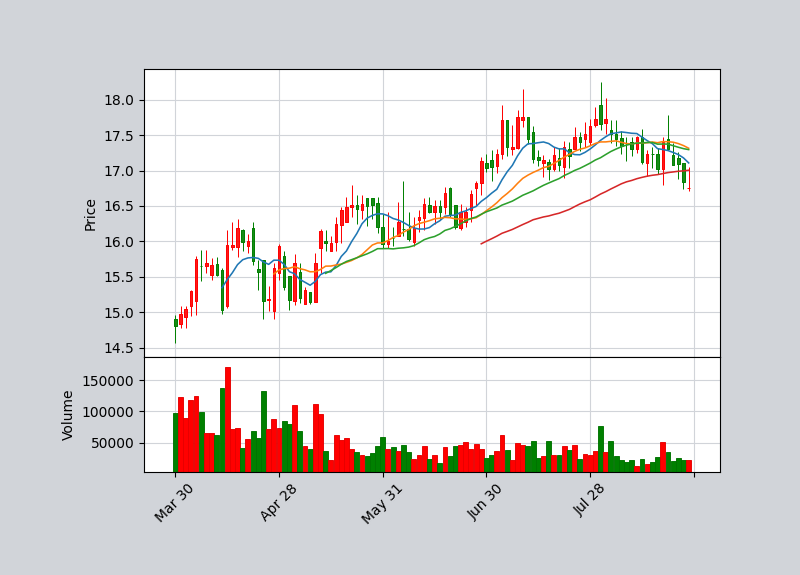 Price
18.0
17.5
17.0
16.5
16.0
15.5
15.0
14.5
Volume
150000
100000
50000
Mar 30
Apr 28
May 31
Jun 30
Jul 28